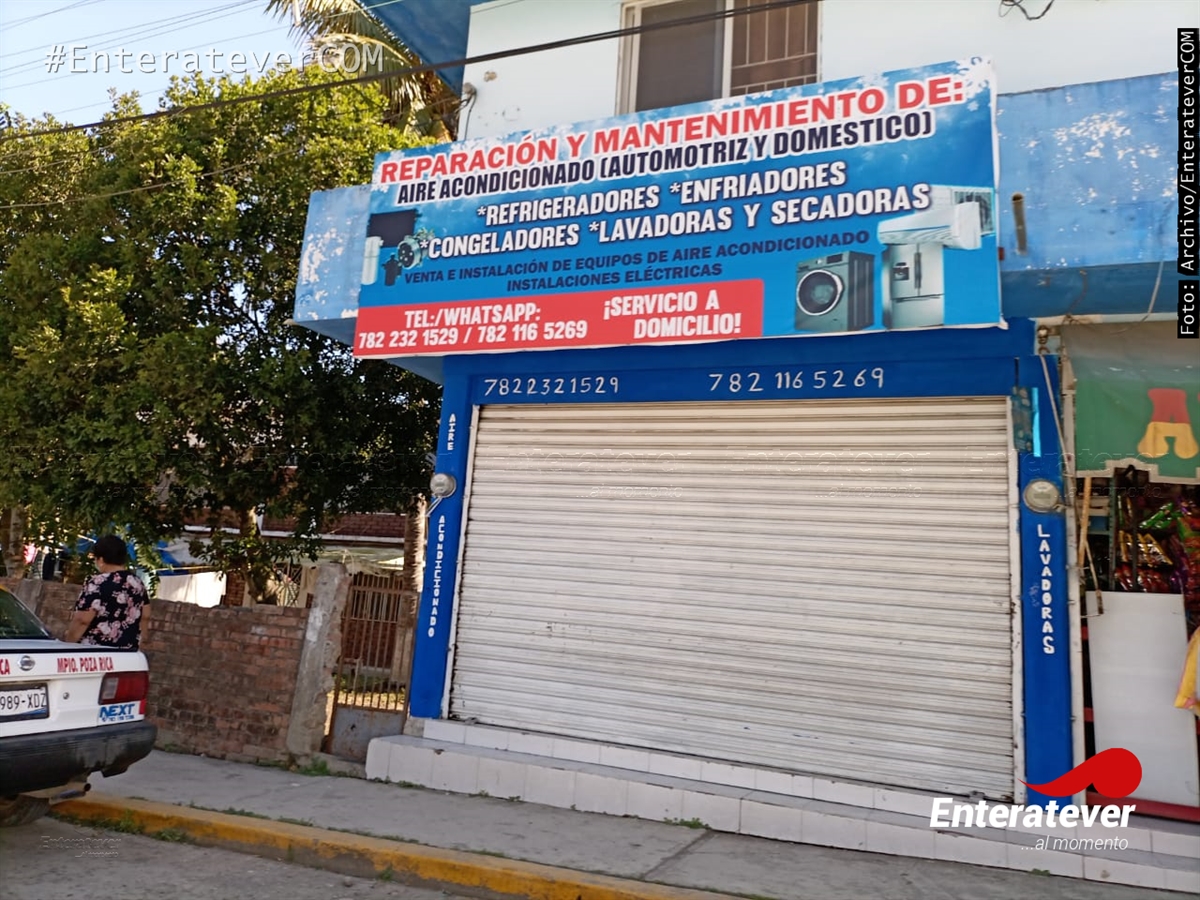 #EnterateverCOM
Foto: Archivo/EnterateverCOM
REPARACIÓN Y MANTENIMIENTO DE:
AIRE ACONDICIONADO (AUTOMOTRIZ Y DOMESTICO)
*REFRIGERADORES *ENFRIADORES
*CONGELADORES *LAVADORAS Y SECADORAS
VENTA E INSTALACIÓN DE EQUIPOS DE AIRE ACONDICIONADO
INSTALACIONES ELÉCTRICAS
TEL:/WHATSAPP:
782 232 1529 / 782 116 5269
¡SERVICIO A
DOMICILIO!
7822321529 782 116 5269
AIRE
ACONDICIONADO
LAVADORAS
A
MPIO. POZA RICA
989-XDZ
NEXT
Enteratever
...al momento